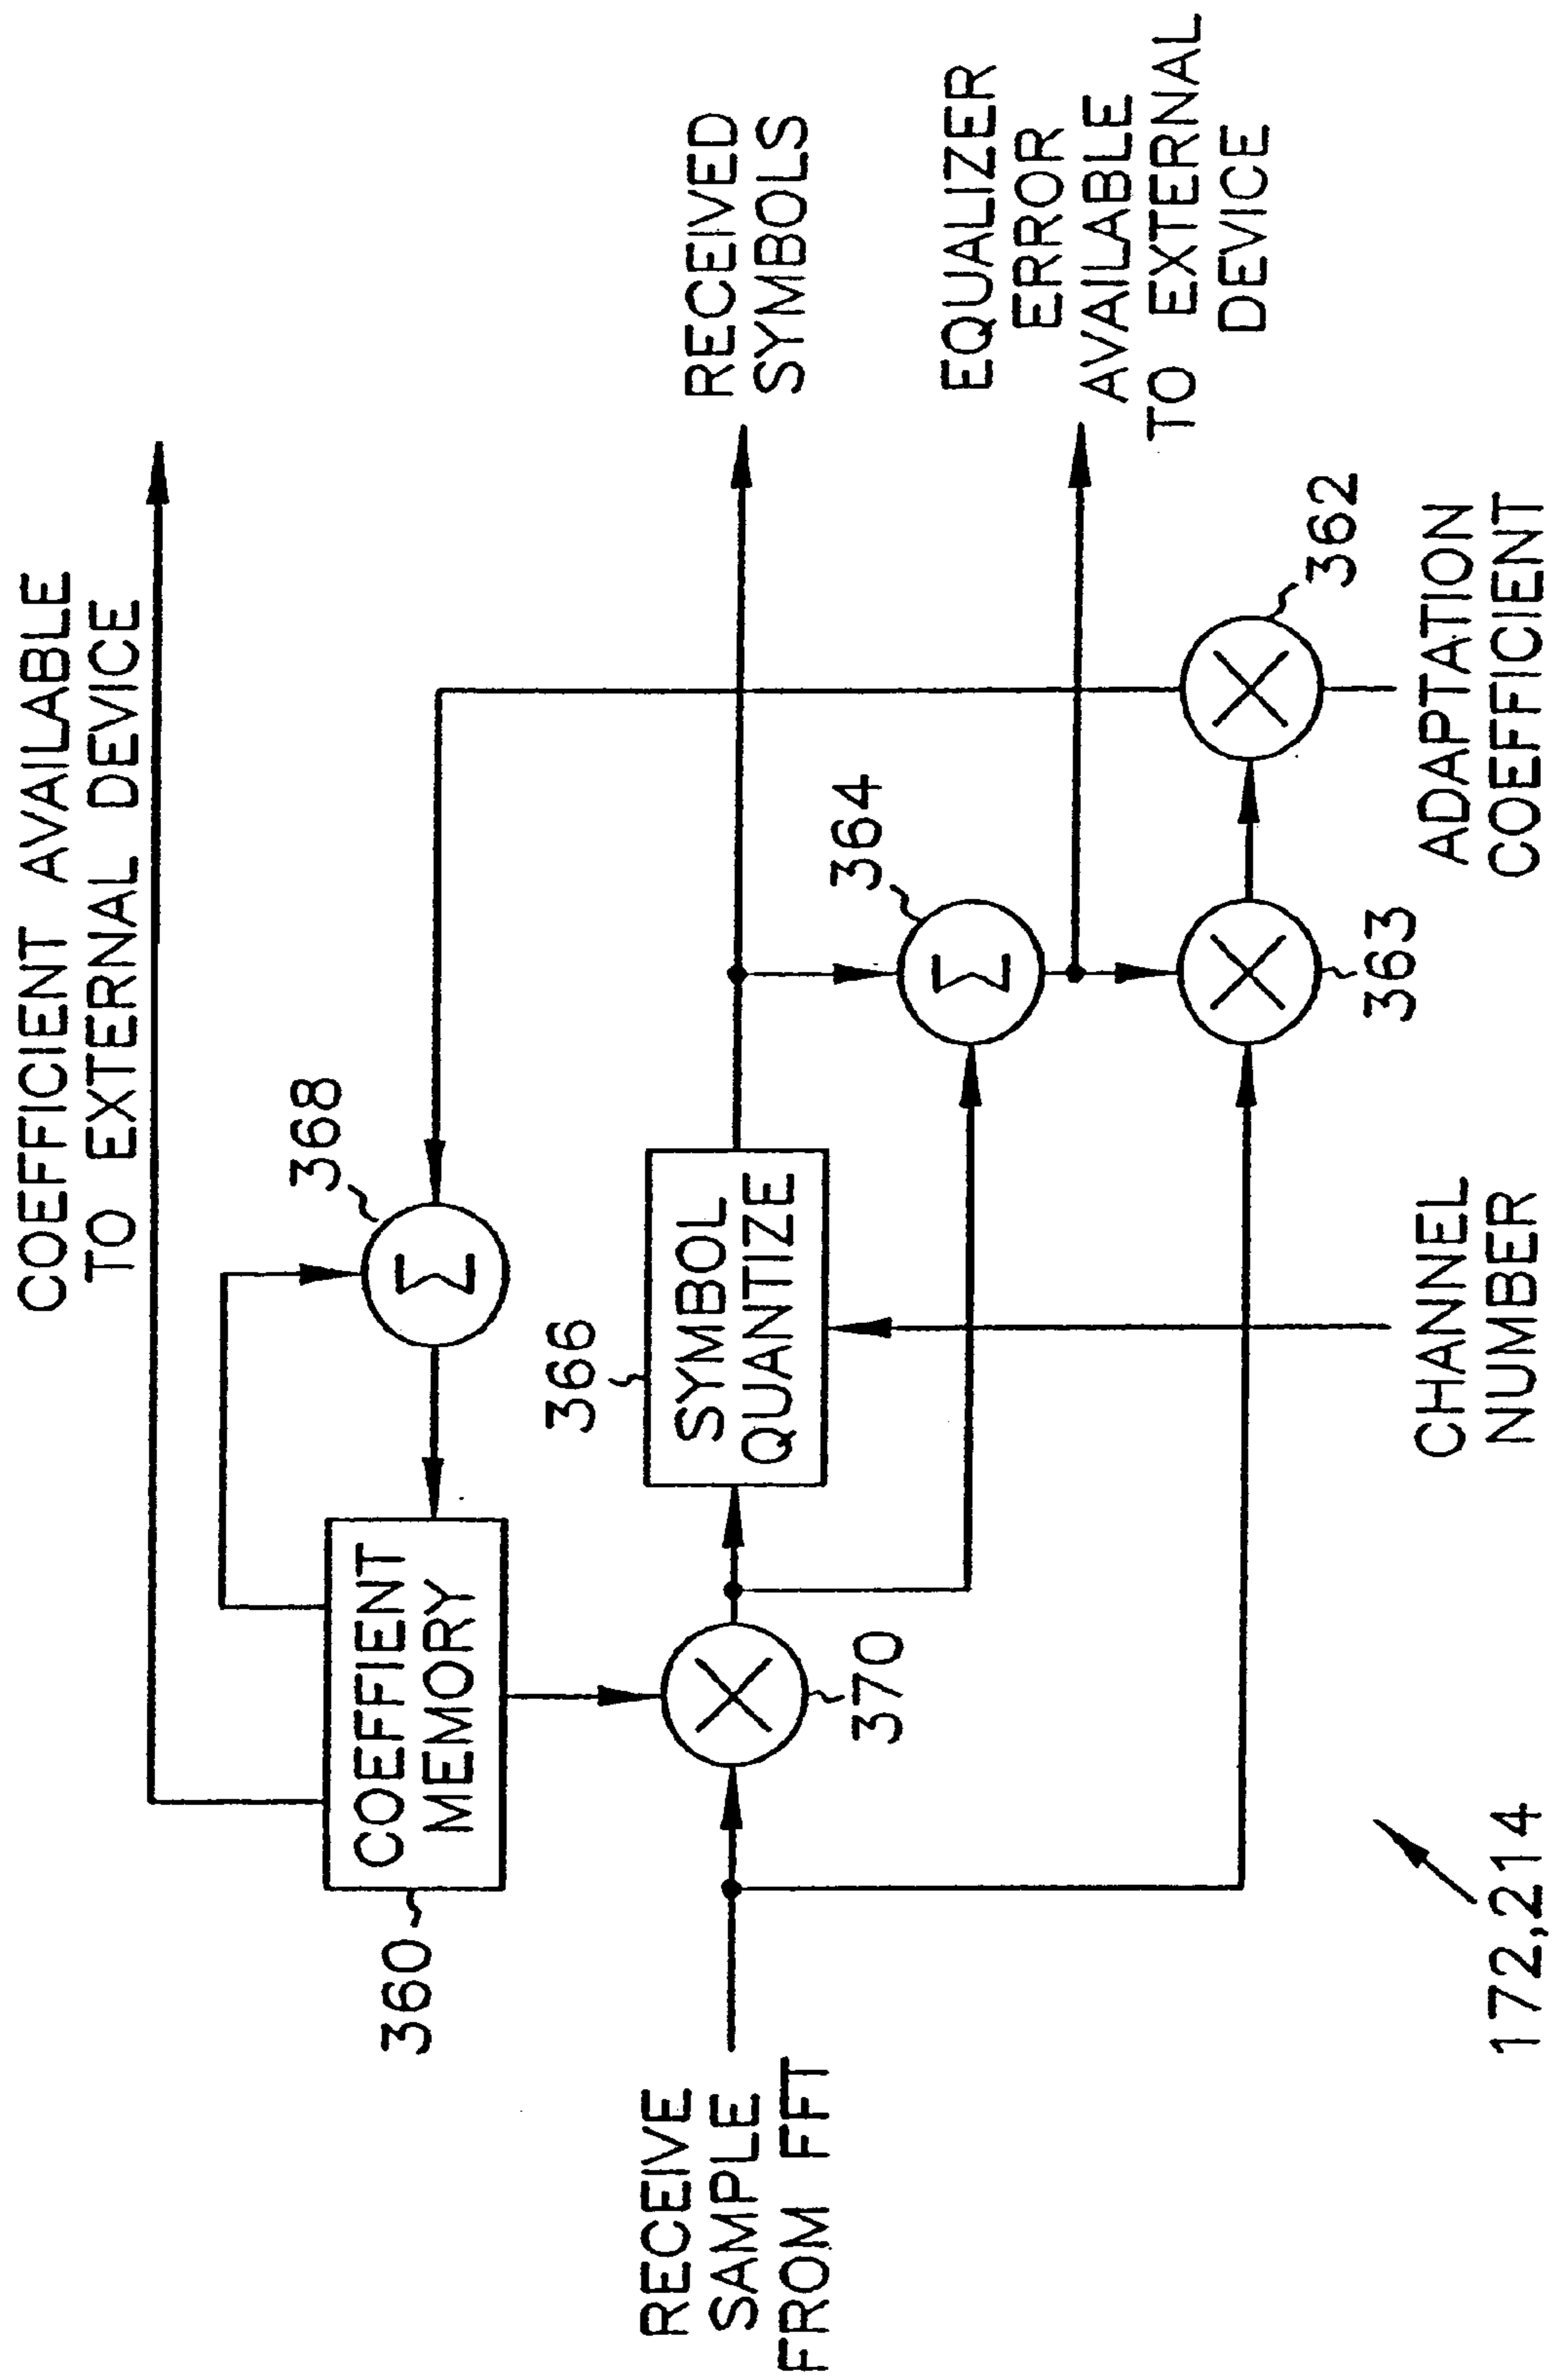 COEFFICIENT AVAILABLE
TO EXTERNAL DEVICE
368
360
COEFFIENT
MEMORY
366
SYMBOL
QUANTIZE
RECEIVED
SYMBOLS
RECEIVE
SAMPLE
FROM FFT
370
364
EQUALIZER
ERROR
AVAILABLE
TO EXTERNAL
DEVICE
363
362
CHANNEL
NUMBER
ADAPTATION
COEFFICIENT
172,214
Σ
Σ